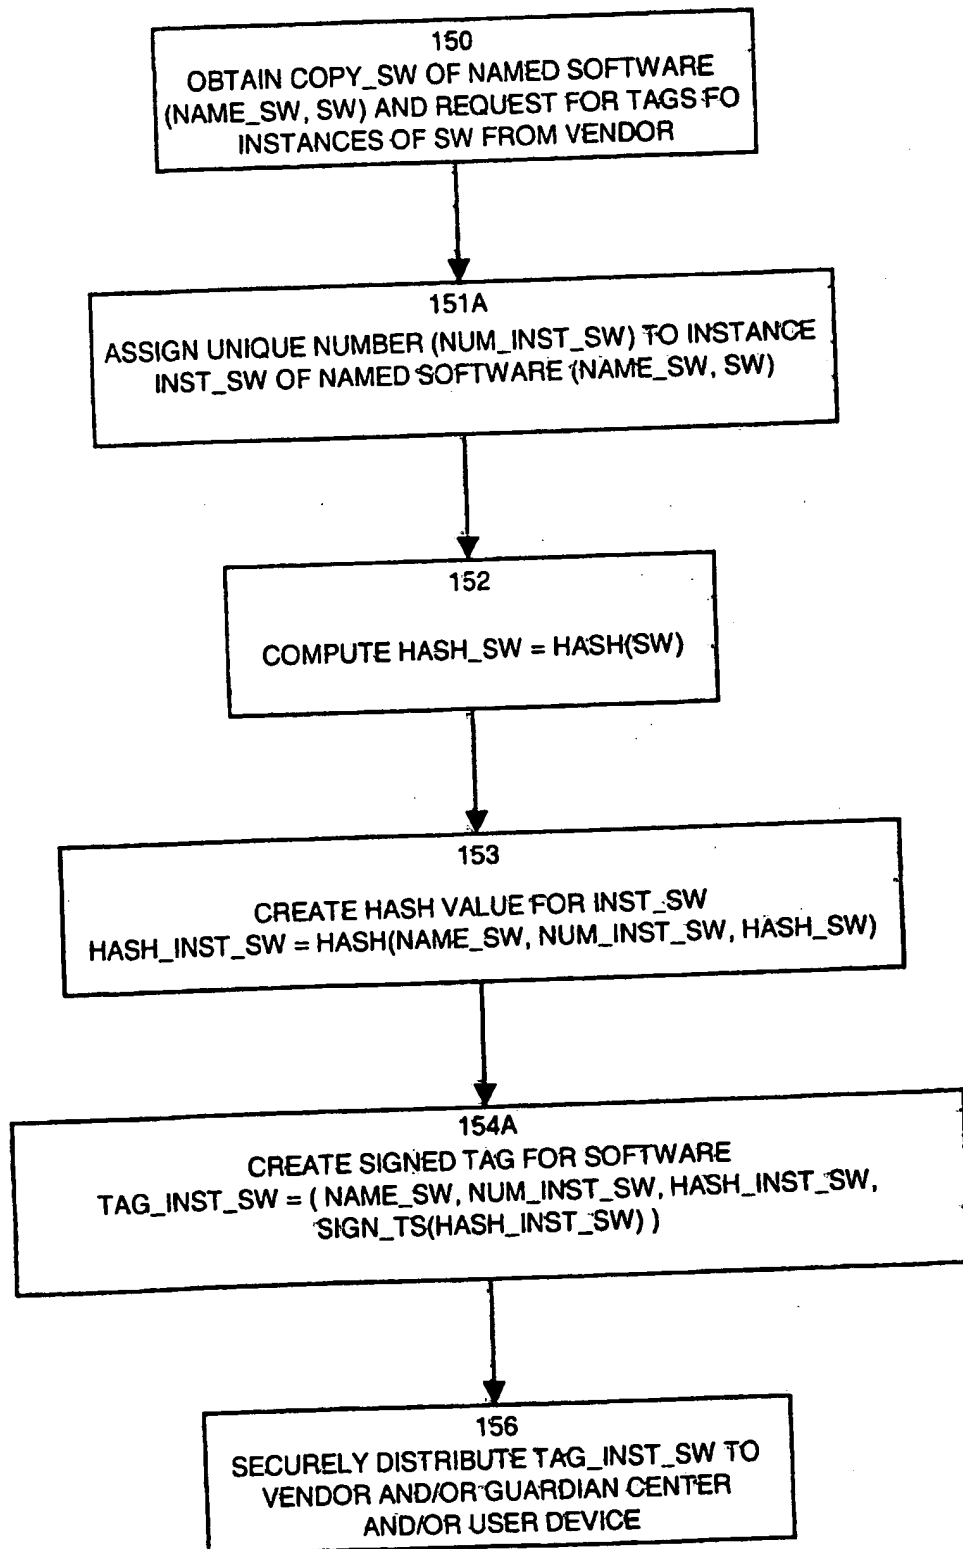 150
OBTAIN COPY_SW OF NAMED SOFTWARE
(NAME_SW, SW) AND REQUEST FOR TAGS FO
INSTANCES OF SW FROM VENDOR
151A
ASSIGN UNIQUE NUMBER (NUM_INST_SW) TO INSTANCE
INST_SW OF NAMED SOFTWARE (NAME_SW, SW)
152
COMPUTE HASH_SW = HASH(SW)
153
CREATE HASH VALUE FOR INST_SW
HASH_INST_SW = HASH(NAME_SW, NUM_INST_SW, HASH_SW)
154A
CREATE SIGNED TAG FOR SOFTWARE
TAG_INST_SW = ( NAME_SW, NUM_INST_SW, HASH_INST_SW,
SIGN_TS(HASH_INST_SW) )
156
SECURELY DISTRIBUTE TAG_INST_SW TO
VENDOR AND/OR GUARDIAN CENTER
AND/OR USER DEVICE